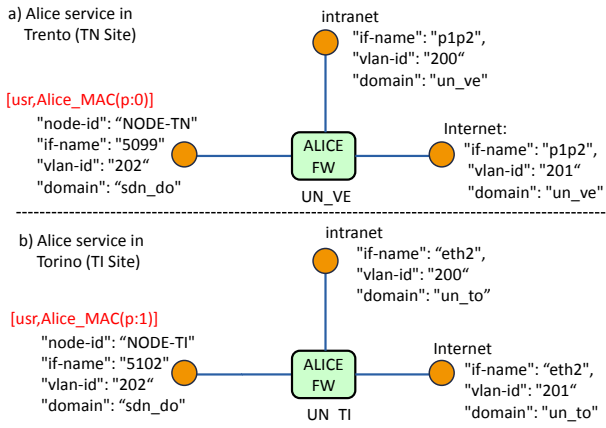 a) Alice service in
Trento (TN Site)
intranet
"if-name": "p1p2",
"vlan-id": "200“
"domain": "un_ve"
[usr,Alice_MAC(p:0)]
"node-id": “NODE-TN"
"if-name": "5099"
"vlan-id": "202“
"domain": “sdn_do"
ALICE
FW
UN_VE
Internet:
"if-name": "p1p2",
"vlan-id": "201“
"domain": "un_ve"
b) Alice service in
Torino (TI Site)
intranet
"if-name": “eth2",
"vlan-id": "200“
"domain": "un_to”
[usr,Alice_MAC(p:1)]
"node-id": “NODE-TI"
"if-name": "5102"
"vlan-id": "202“
"domain": “sdn_do"
ALICE
FW
UN_TI
Internet
"if-name": “eth2",
"vlan-id": "201“
"domain": "un_to"